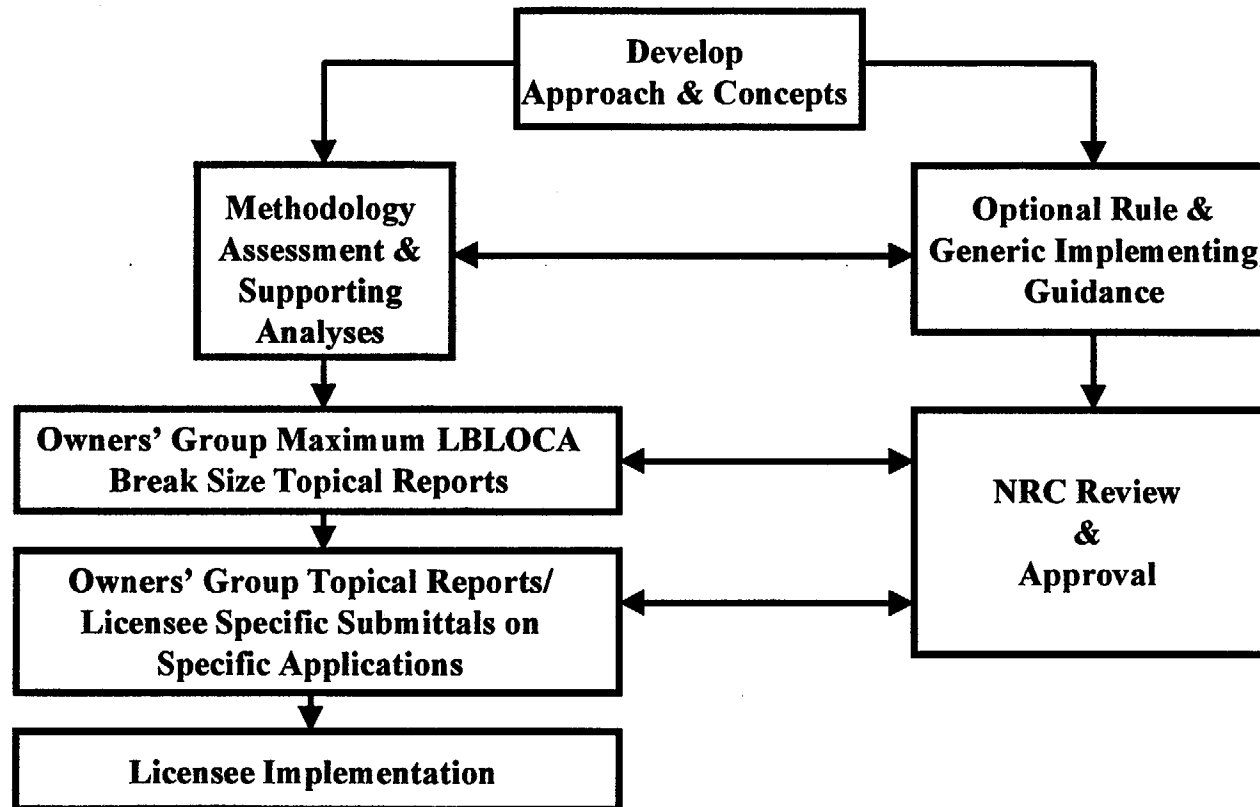 Develop
Approach & Concepts
Methodology
Assessment &
Supporting
Analyses
Optional Rule &
Generic Implementing
Guidance
Owners' Group Maximum LBLOCA
Break Size Topical Reports
NRC Review
&
Approval
Owners' Group Topical Reports/
Licensee Specific Submittals on
Specific Applications
Licensee Implementation